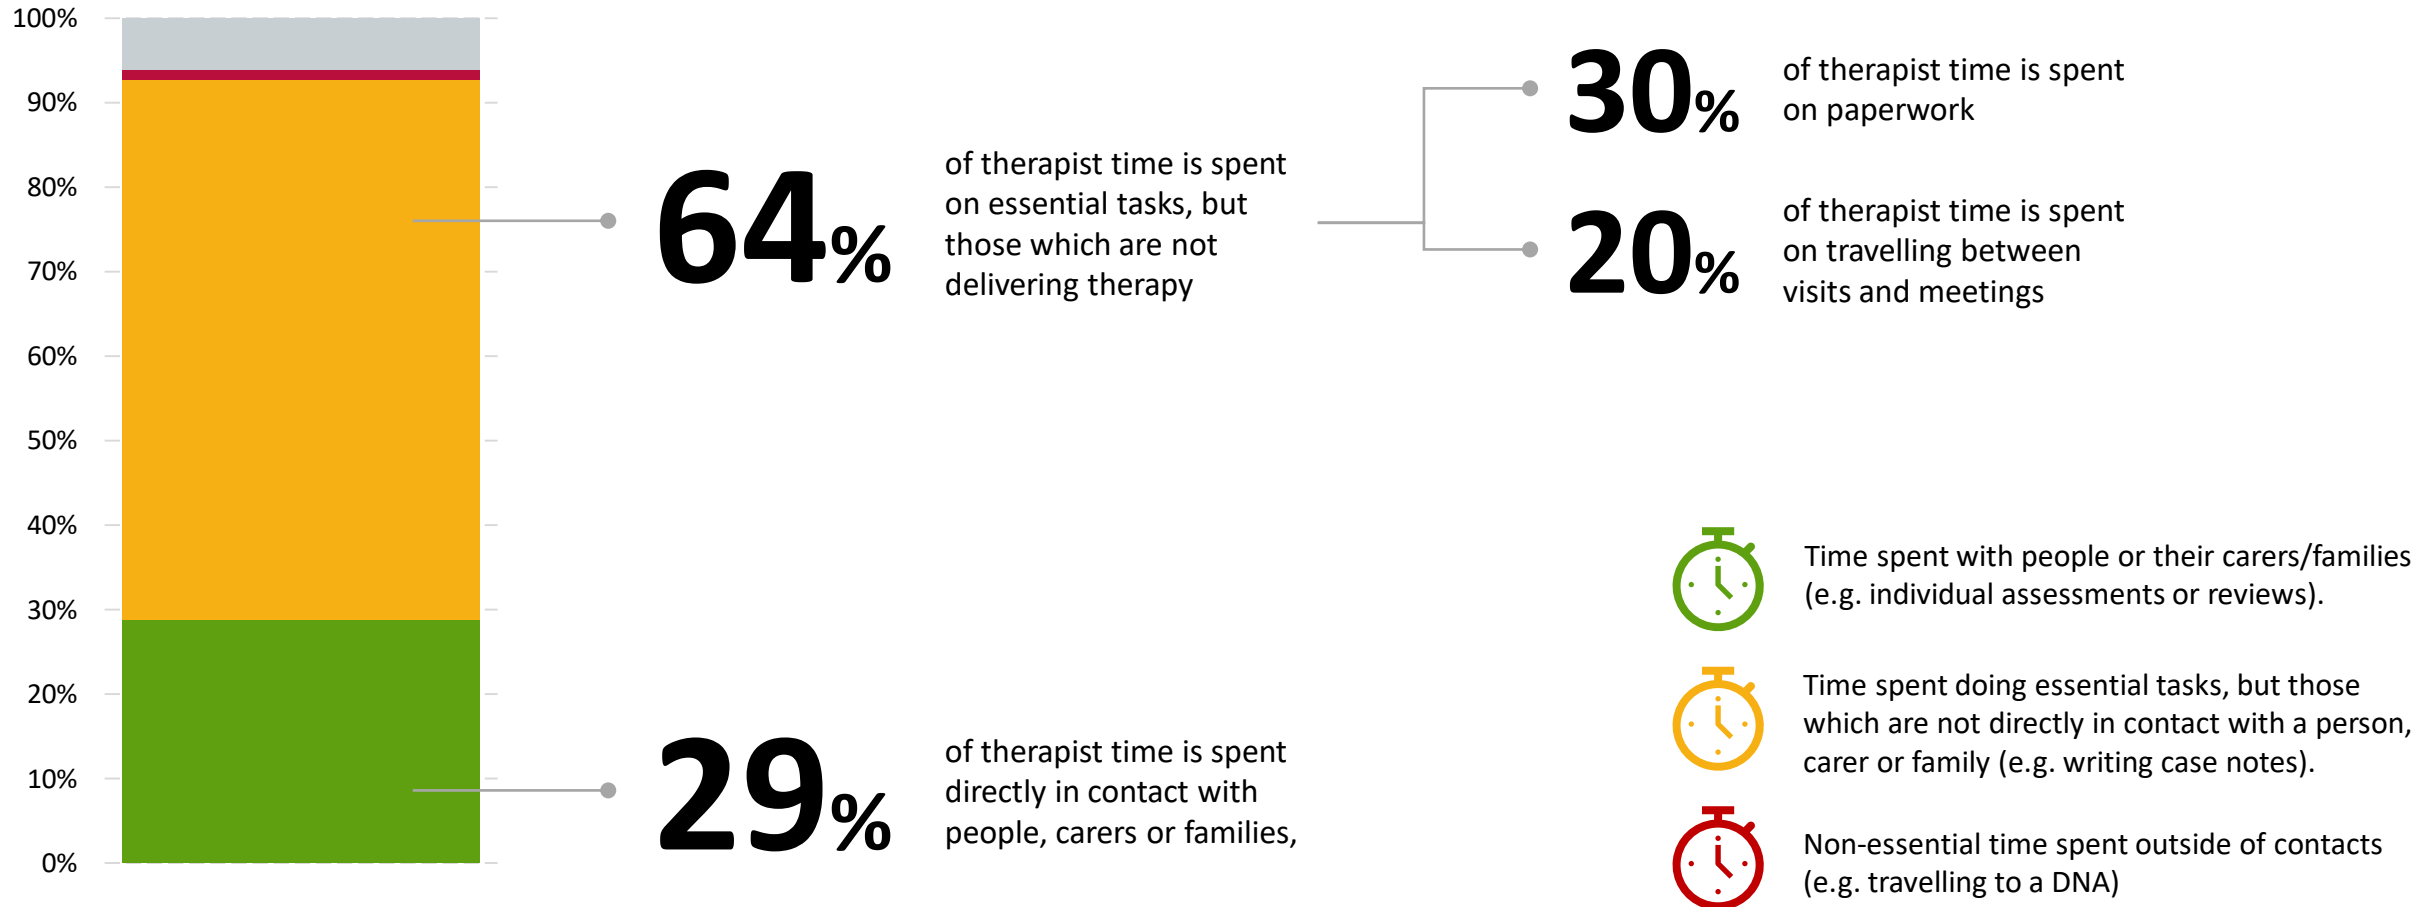 100%
90%
80%
70%
60%
50%
40%
30%
20%
10%
0%
64%
of therapist time is spent
on essential tasks, but
those which are not
delivering therapy
29%
of therapist time is spent
directly in contact with
people, carers or families,
30%
of therapist time is spent
on paperwork
20%
of therapist time is spent
on travelling between
visits and meetings
Time spent with people or their carers/families
(e.g. individual assessments or reviews).
Time spent doing essential tasks, but those
which are not directly in contact with a person,
carer or family (e.g. writing case notes).
Non-essential time spent outside of contacts
(e.g. travelling to a DNA)